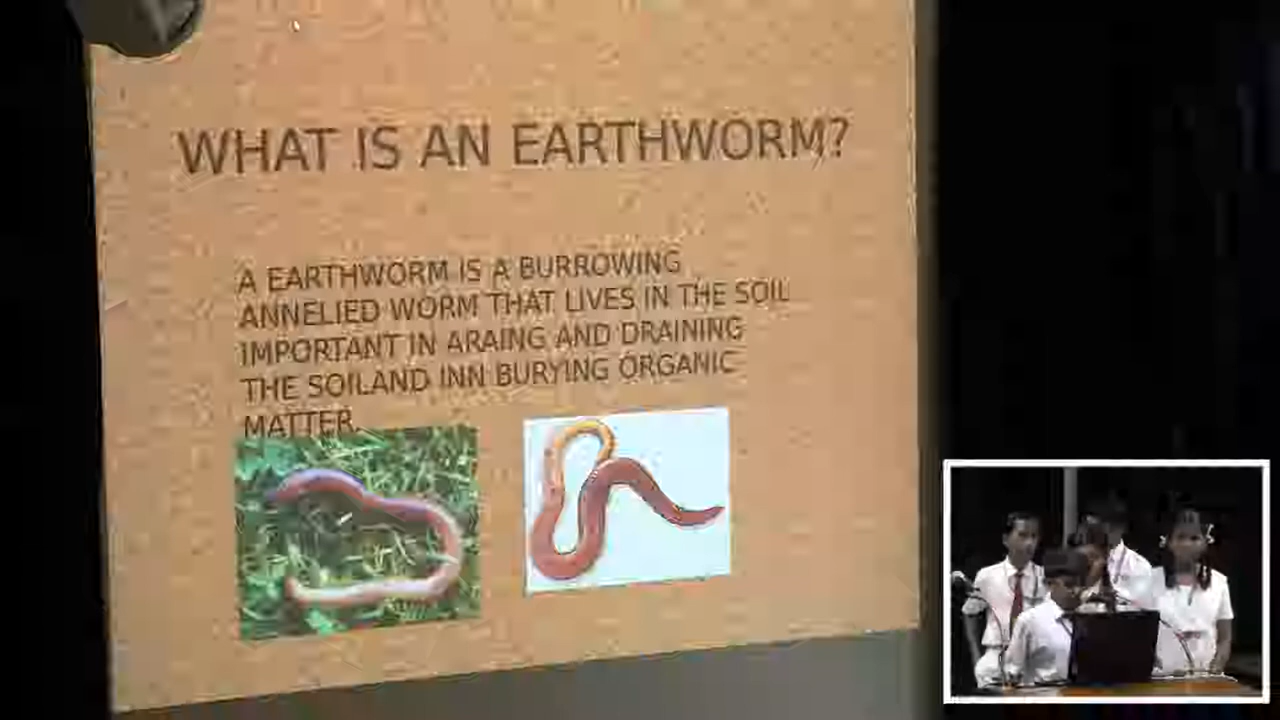 WHAT IS AN EARTHWORM?
A EARTHWORM IS A BURROWING
ANNELIED WORM THAT LIVES IN THE SOIL
IMPORTANT IN ARAING AND DRAINING
THE SOILAND INN BURYING ORGANIC
MATTER.